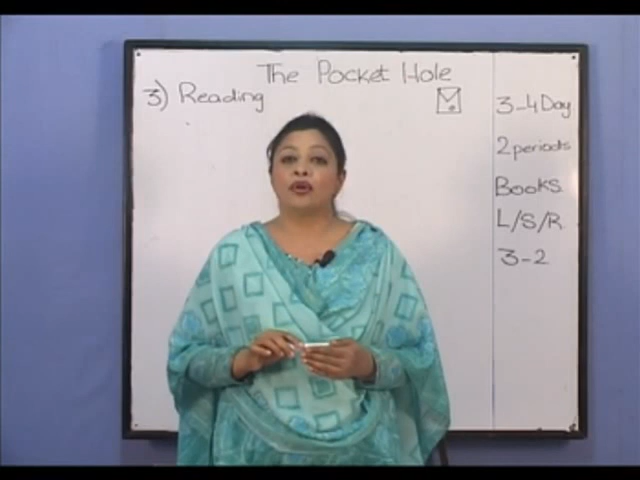 The Pocket Hole
3) Reading
3-4 Day
2 periods
Books
L/S/R
3-2